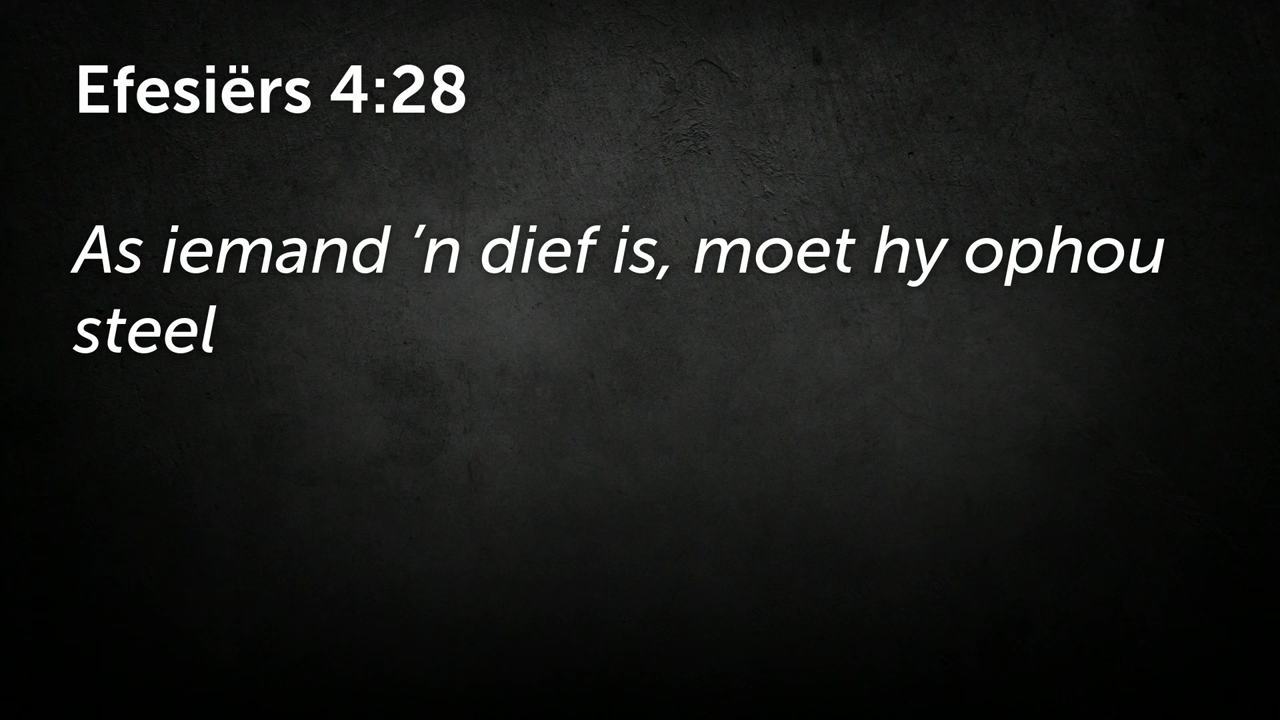 Efesiërs 4:28
As iemand ’n dief is, moet hy ophou
steel